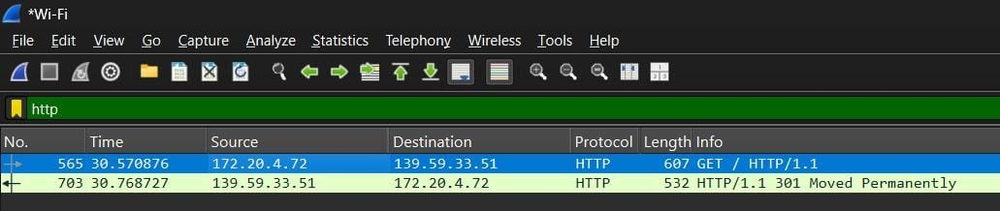 *Wi-Fi
File Edit View Go Capture Analyze Statistics Telephony Wireless Tools Help
http
No. Time Source Destination Protocol Length Info
565 30.570876 172.20.4.72 139.59.33.51 HTTP 607 GET / HTTP/1.1
703 30.768727 139.59.33.51 172.20.4.72 HTTP 532 HTTP/1.1 301 Moved Permanently